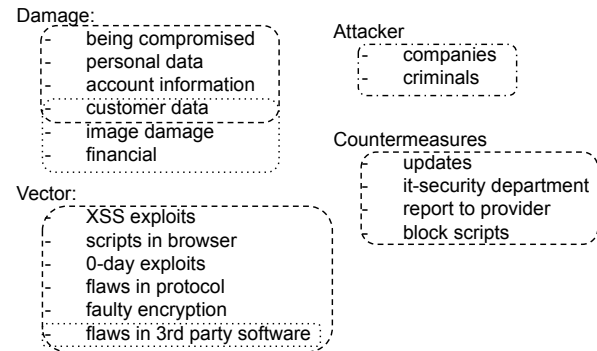 Damage:
- being compromised
- personal data
- account information
- customer data
- image damage
- financial
Vector:
- XSS exploits
- scripts in browser
- 0-day exploits
- flaws in protocol
- faulty encryption
- flaws in 3rd party software
Attacker
- companies
- criminals
Countermeasures
- updates
- it-security department
- report to provider
- block scripts